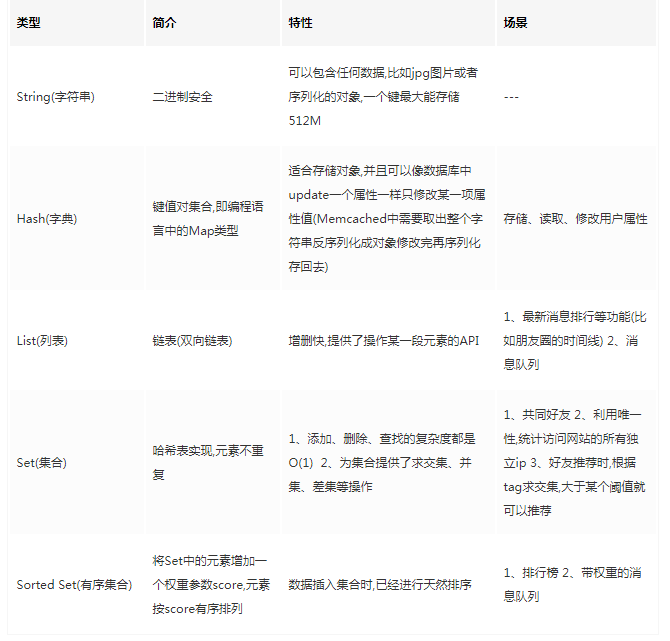 类型
简介
特性
场景
String(字符串)
二进制安全
可以包含任何数据,比如jpg图片或者
序列化的对象,一个键最大能存储
512M
---
Hash(字典)
键值对集合,即编程语
言中的Map类型
适合存储对象,并且可以像数据库中
update一个属性一样只修改某一项属
性值(Memcached中需要取出整个字
符串反序列化成对象修改完再序列化
存回去)
存储、读取、修改用户属性
List(列表)
链表(双向链表)
增删快,提供了操作某一段元素的API
1、最新消息排行等功能(比
如朋友圈的时间线) 2、消
息队列
Set(集合)
哈希表实现,元素不重
复
1、添加、删除、查找的复杂度都是
O(1) 2、为集合提供了求交集、并
集、差集等操作
1、共同好友 2、利用唯一
性,统计访问网站的所有独
立ip 3、好友推荐时,根据
tag求交集,大于某个阈值就
可以推荐
Sorted Set(有序集合)
将Set中的元素增加一
个权重参数score,元素
按score有序排列
数据插入集合时,已经进行天然排序
1、排行榜 2、带权重的消
息队列